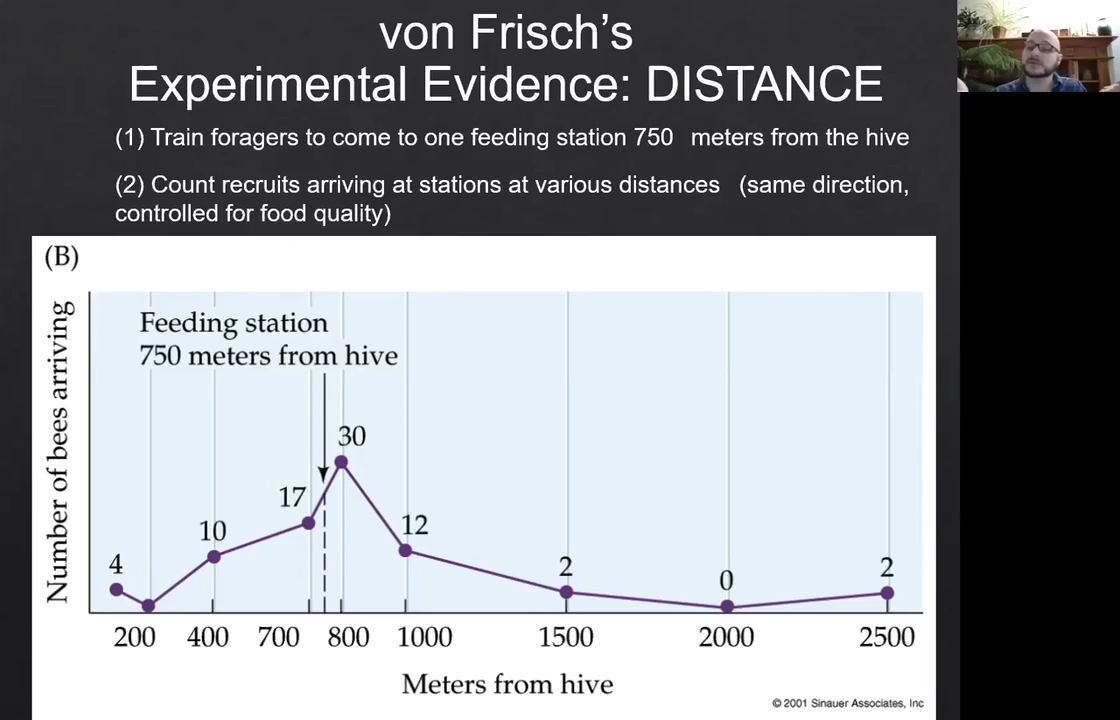 von Frisch's
Experimental Evidence: DISTANCE
(1) Train foragers to come to one feeding station 750 meters from the hive
(2) Count recruits arriving at stations at various distances (same direction,
controlled for food quality)
(B)
Number of bees arriving
Feeding station
750 meters from hive
4
10
17
30
12
2
0
2
200 400 700 800 1000 1500 2000 2500
Meters from hive
© 2001 Sinauer Associates, Inc